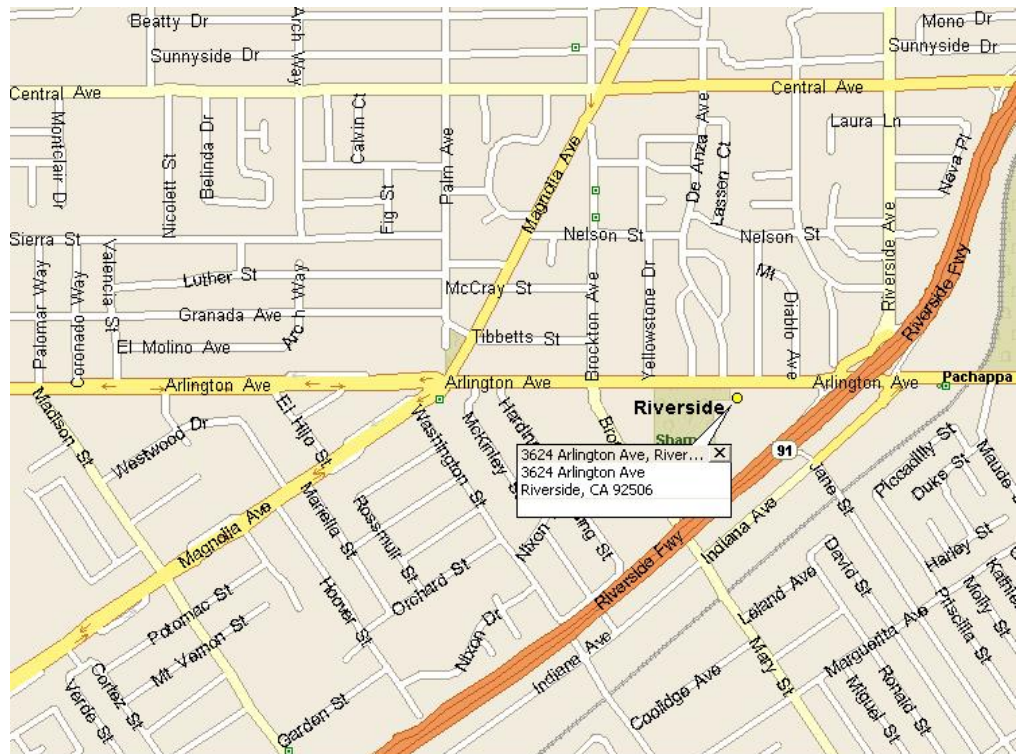 Beatty Dr
Arch Way
Mono Dr
Sunnyside Dr
Sunnyside Dr
Central Ave
Central Ave
Montclair Dr
Nicolett St
Belinda Dr
Calvin Ct
Fig St
Palm Ave
Magnolia Ave
De Anza Ave
Lassen Ct
Laura Ln
Neva Pl
Sierra St
Valencia St
Nelson St
Nelson St
Riverside Ave
Riverside Fwy
Palomar Way
Coronado Way
Luther St
Arch Way
McCray St
Brockton Ave
Yellowstone Dr
Mt Diablo Ave
Granada Ave
El Molino Ave
Tibbetts St
Arlington Ave
Arlington Ave
Arlington Ave
Pachappa
Madison St
Westwood Dr
El Hijo St
Washington St
McKinley
Riverside
3624 Arlington Ave, River...
3624 Arlington Ave
Riverside, CA 92506
91
Jane St
Piccadilly St
Duke St
Maude
Magnolia Ave
Mariella St
Rossmuir St
Nixon
Riverside Fwy
Indiana Ave
Harley St
Potomac St
Orchard St
Hoover St
Leland Ave
David St
Priscilla St
Molly St
Mt Vernon St
Nixon Dr
Mary St
Marguerita Ave
Cortez St
Verde St
Garden St
Indiana Ave
Coolidge Ave
Miguel St
Ronald St